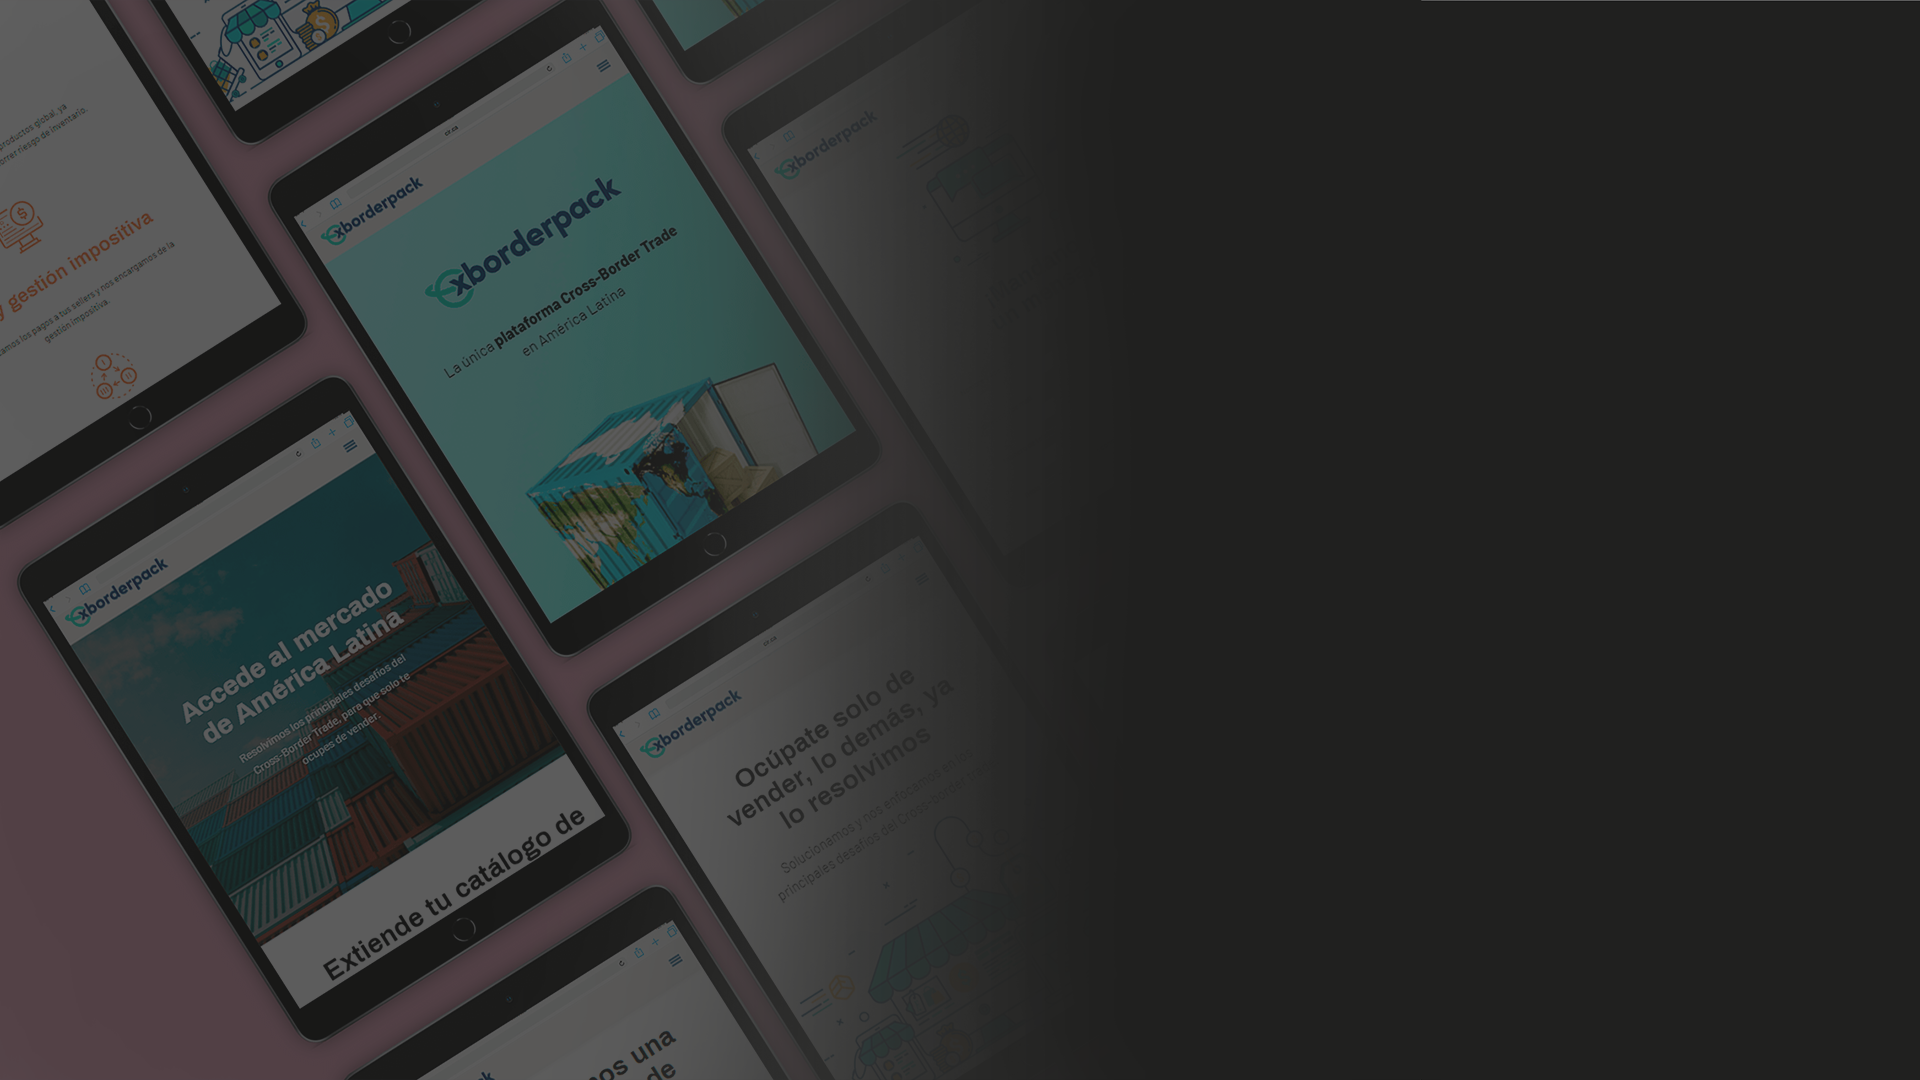 productos global, ya
correr riesgo de inventario.
y gestión impositiva
los pagos a tus sellers y nos encargamos de la
gestión impositiva.
xborderpack
xborderpack
La única plataforma Cross-Border Trade
en América Latina
xborderpack
xborderpack
Accede al mercado
de América Latina
Resolvimos los principales desafíos del
Cross-Border Trade, para que solo te
ocupes de vender.
Extiende tu catálogo de
xborderpack
Ocúpate solo de
vender, lo demás, ya
lo resolvimos
Solucionamos y nos enfocamos en
principales desafíos del Cross-border
una
de